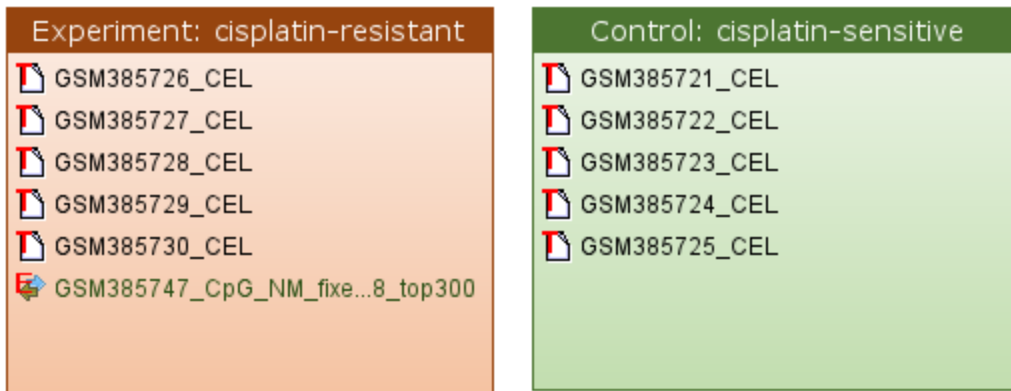 Experiment: cisplatin-resistant
GSM385726_CEL
GSM385727_CEL
GSM385728_CEL
GSM385729_CEL
GSM385730_CEL
GSM385747_CpG_NM_fixe...8_top300
Control: cisplatin-sensitive
GSM385721_CEL
GSM385722_CEL
GSM385723_CEL
GSM385724_CEL
GSM385725_CEL